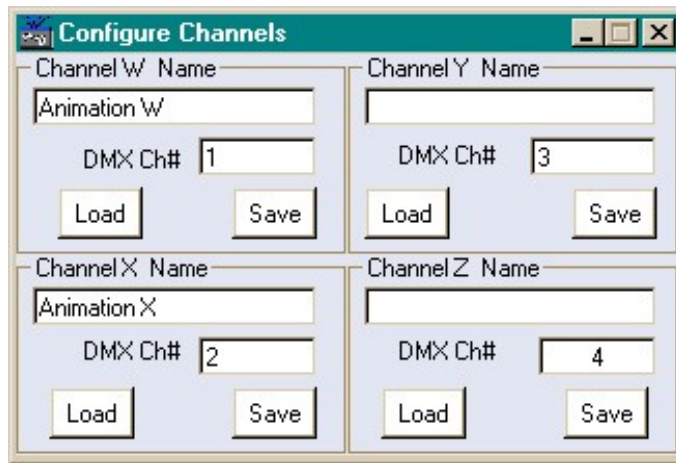 Configure Channels
Channel W Name
Animation W
DMX Ch# 1
Load Save
Channel Y Name
DMX Ch# 3
Load Save
Channel X Name
Animation X
DMX Ch# 2
Load Save
Channel Z Name
DMX Ch# 4
Load Save